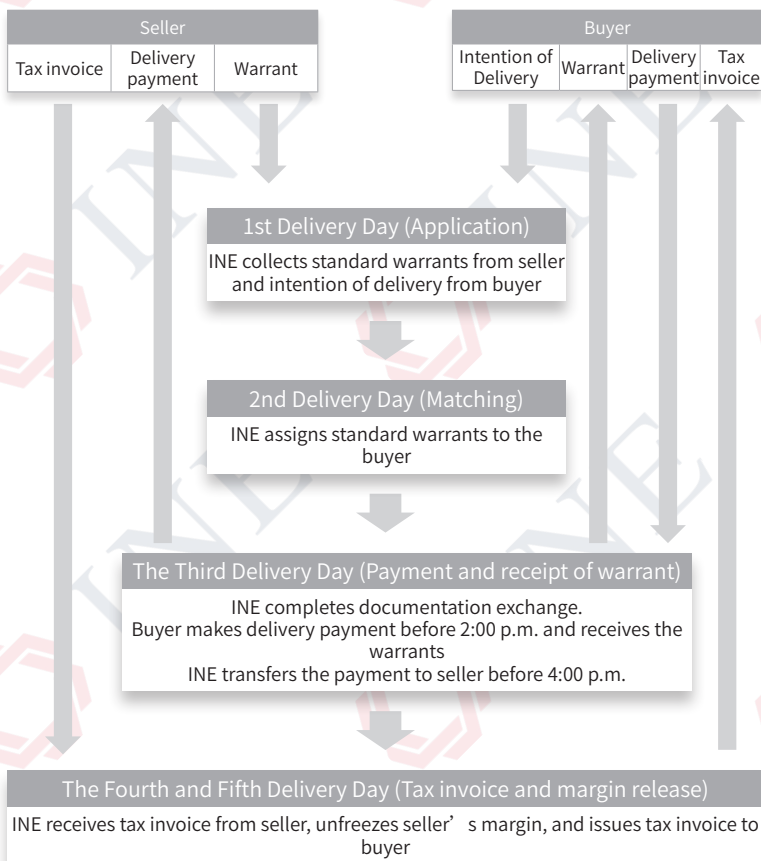 Seller
Tax invoice
Delivery
payment
Warrant
Buyer
Intention of
Delivery
Warrant
Delivery
payment
Tax
invoice
1st Delivery Day (Application)
INE collects standard warrants from seller
and intention of delivery from buyer
2nd Delivery Day (Matching)
INE assigns standard warrants to the
buyer
The Third Delivery Day (Payment and receipt of warrant)
INE completes documentation exchange.
Buyer makes delivery payment before 2:00 p.m. and receives the
warrants
INE transfers the payment to seller before 4:00 p.m.
The Fourth and Fifth Delivery Day (Tax invoice and margin release)
INE receives tax invoice from seller, unfreezes seller’ s margin, and issues tax invoice to
buyer
INE
INE
INE
INE